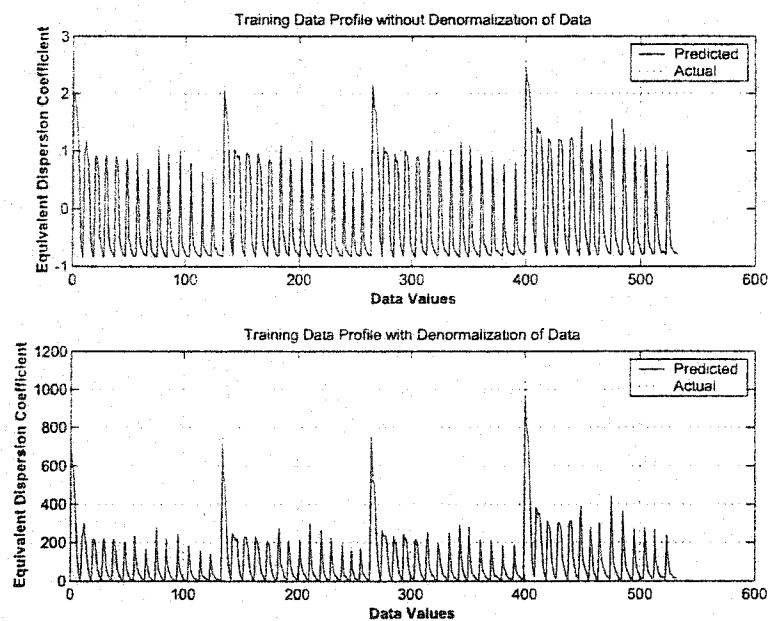 Training Data Profile without Denormalization of Data
Equivalent Dispersion Coefficient
3
2
1
0
-1
Predicted
Actual
0 100 200 300 400 500 600
Data Values
Training Data Profile with Denormalization of Data
Equivalent Dispersion Coefficient
1200
1000
800
600
400
200
0
Predicted
Actual
0 100 200 300 400 500 600
Data Values